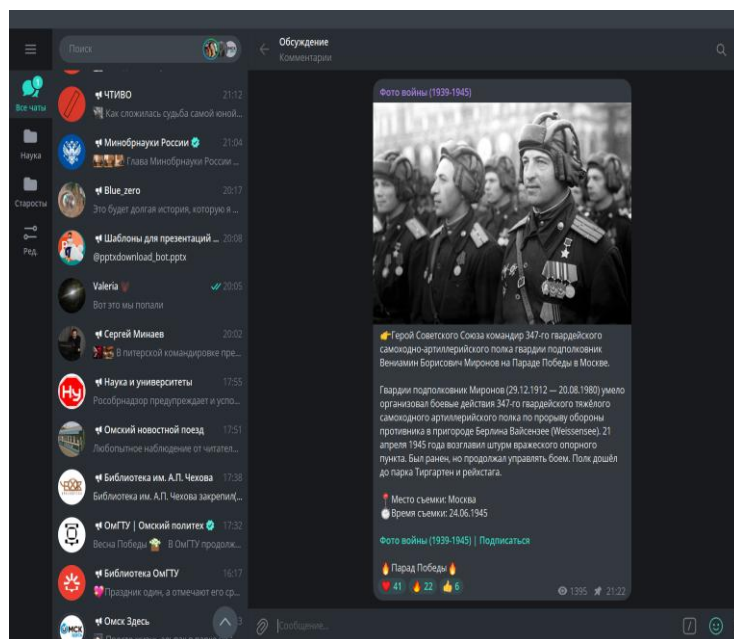 Поиск
Обсуждение
Комментарии
1
Все чаты
Наука
Старосты
Ред.
ЧТИВО 21:12
Как сложилась судьба самой юной...
Минобрнауки России 21:04
Глава Минобрнауки России ...
Blue_zero 20:17
Это будет долгая история, которую я ...
Шаблоны для презентаций ... 20:08
@pptxdownload_bot.pptx
Valeria 20:05
Вот это мы попали
Сергей Минаев 20:02
В питерской командировке пре...
Наука и университеты 17:55
Рособрнадзор предупреждает и успо...
Омский новостной поезд 17:51
Любопытное наблюдение от читател...
Библиотека им. А.П. Чехова 17:38
Библиотека им. А.П. Чехова закрепил(...
ОмГТУ | Омский политех 17:32
Весна Победы В ОмГТУ продолж...
Библиотека ОмГТУ 16:17
Праздник один, а отмечают его ср...
Омск Здесь
Фото войны (1939-1945)
👉Герой Советского Союза командир 347-го гвардейского
самоходно-артиллерийского полка гвардии подполковник
Вениамин Борисович Миронов на Параде Победы в Москве.
Гвардии подполковник Миронов (29.12.1912 — 20.08.1980) умело
организовал боевые действия 347-го гвардейского тяжёлого
самоходного артиллерийского полка по прорыву обороны
противника в пригороде Берлина Вайсензее (Weissensee). 21
апреля 1945 года возглавил штурм вражеского опорного
пункта. Был ранен, но продолжал управлять боем. Полк дошёл
до парка Тиргартен и рейхстага.
📍Место съемки: Москва
⏱Время съемки: 24.06.1945
Фото войны (1939-1945) | Подписаться
🔥Парад Победы🔥
41 22 6
1395 21:22
Сообщение...